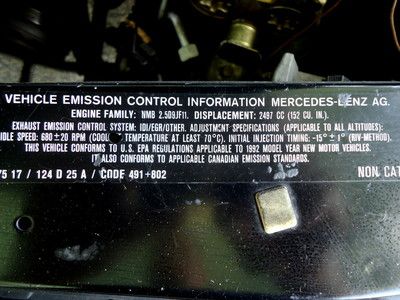 VEHICLE EMISSION CONTROL INFORMATION MERCEDES-BENZ AG.
ENGINE FAMILY: NMB 2.5D9JF11. DISPLACEMENT: 2497 CC (152 CU. IN.).
EXHAUST EMISSION CONTROL SYSTEM: IDI/EGR/OTHER. ADJUSTMENT SPECIFICATIONS (APPLICABLE TO ALL ALTITUDES):
IDLE SPEED: 680±20 RPM (COOL TEMPERATURE AT LEAST 70°C). INITIAL INJECTION TIMING: -15° ± 1° (RIV-METHOD).
THIS VEHICLE CONFORMS TO U.S. EPA REGULATIONS APPLICABLE TO 1992 MODEL YEAR NEW MOTOR VEHICLES.
IT ALSO CONFORMS TO APPLICABLE CANADIAN EMISSION STANDARDS.
75 17 / 124 D 25 A / CODE 491+802 NON CAT